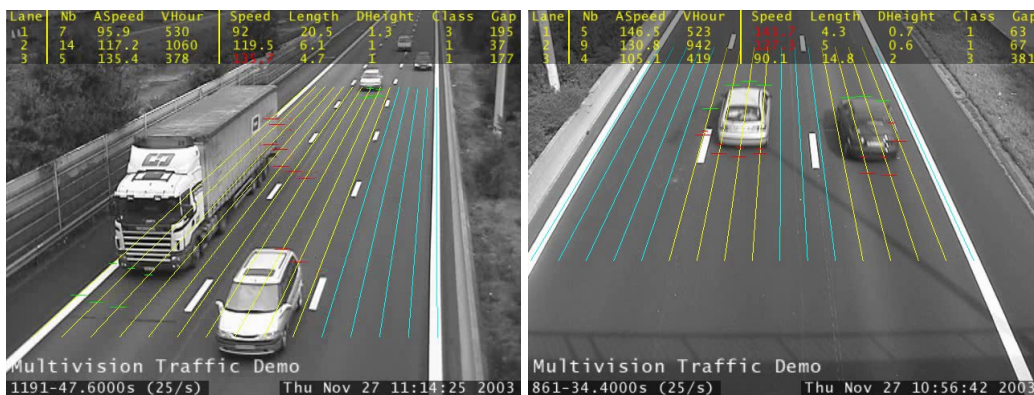 Lane Nb ASpeed VHour Speed Length DHeight Class Gap
1 7 95.9 530 92 20.5 1.3 3 195
2 14 117.2 1060 119.5 6.1 1 1 37
3 5 135.4 378 4.7 1 1 177
Multivision Traffic Demo
1191-47.6000s (25/s) Thu Nov 27 11:14:25 2003
Lane Nb ASpeed VHour Speed Length DHeight Class Gap
1 5 146.5 523 4.3 0.7 1 63
2 9 130.8 942 5 0.6 1 67
3 4 105.1 419 90.1 14.8 2 3 381
Multivision Traffic Demo
861-34.4000s (25/s) Thu Nov 27 10:56:42 2003